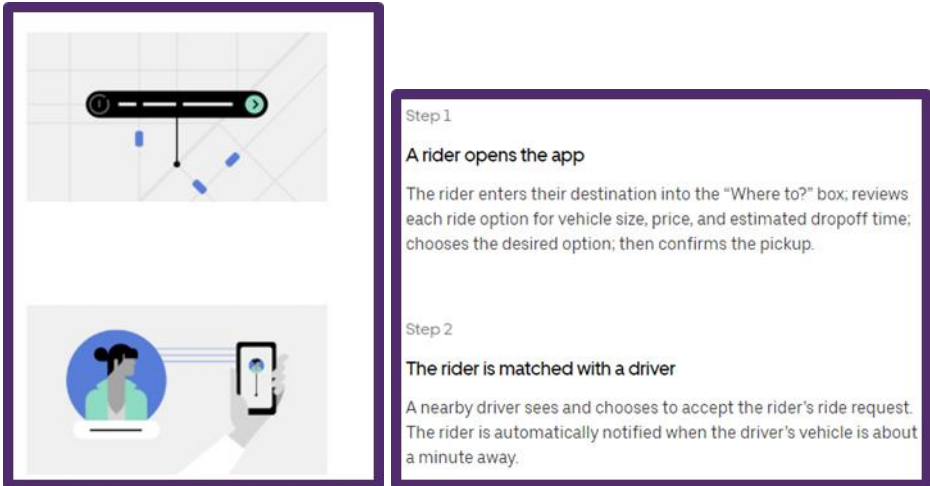 Step 1
A rider opens the app
The rider enters their destination into the “Where to?” box; reviews
each ride option for vehicle size, price, and estimated dropoff time;
chooses the desired option; then confirms the pickup.
Step 2
The rider is matched with a driver
A nearby driver sees and chooses to accept the rider’s ride request.
The rider is automatically notified when the driver’s vehicle is about
a minute away.